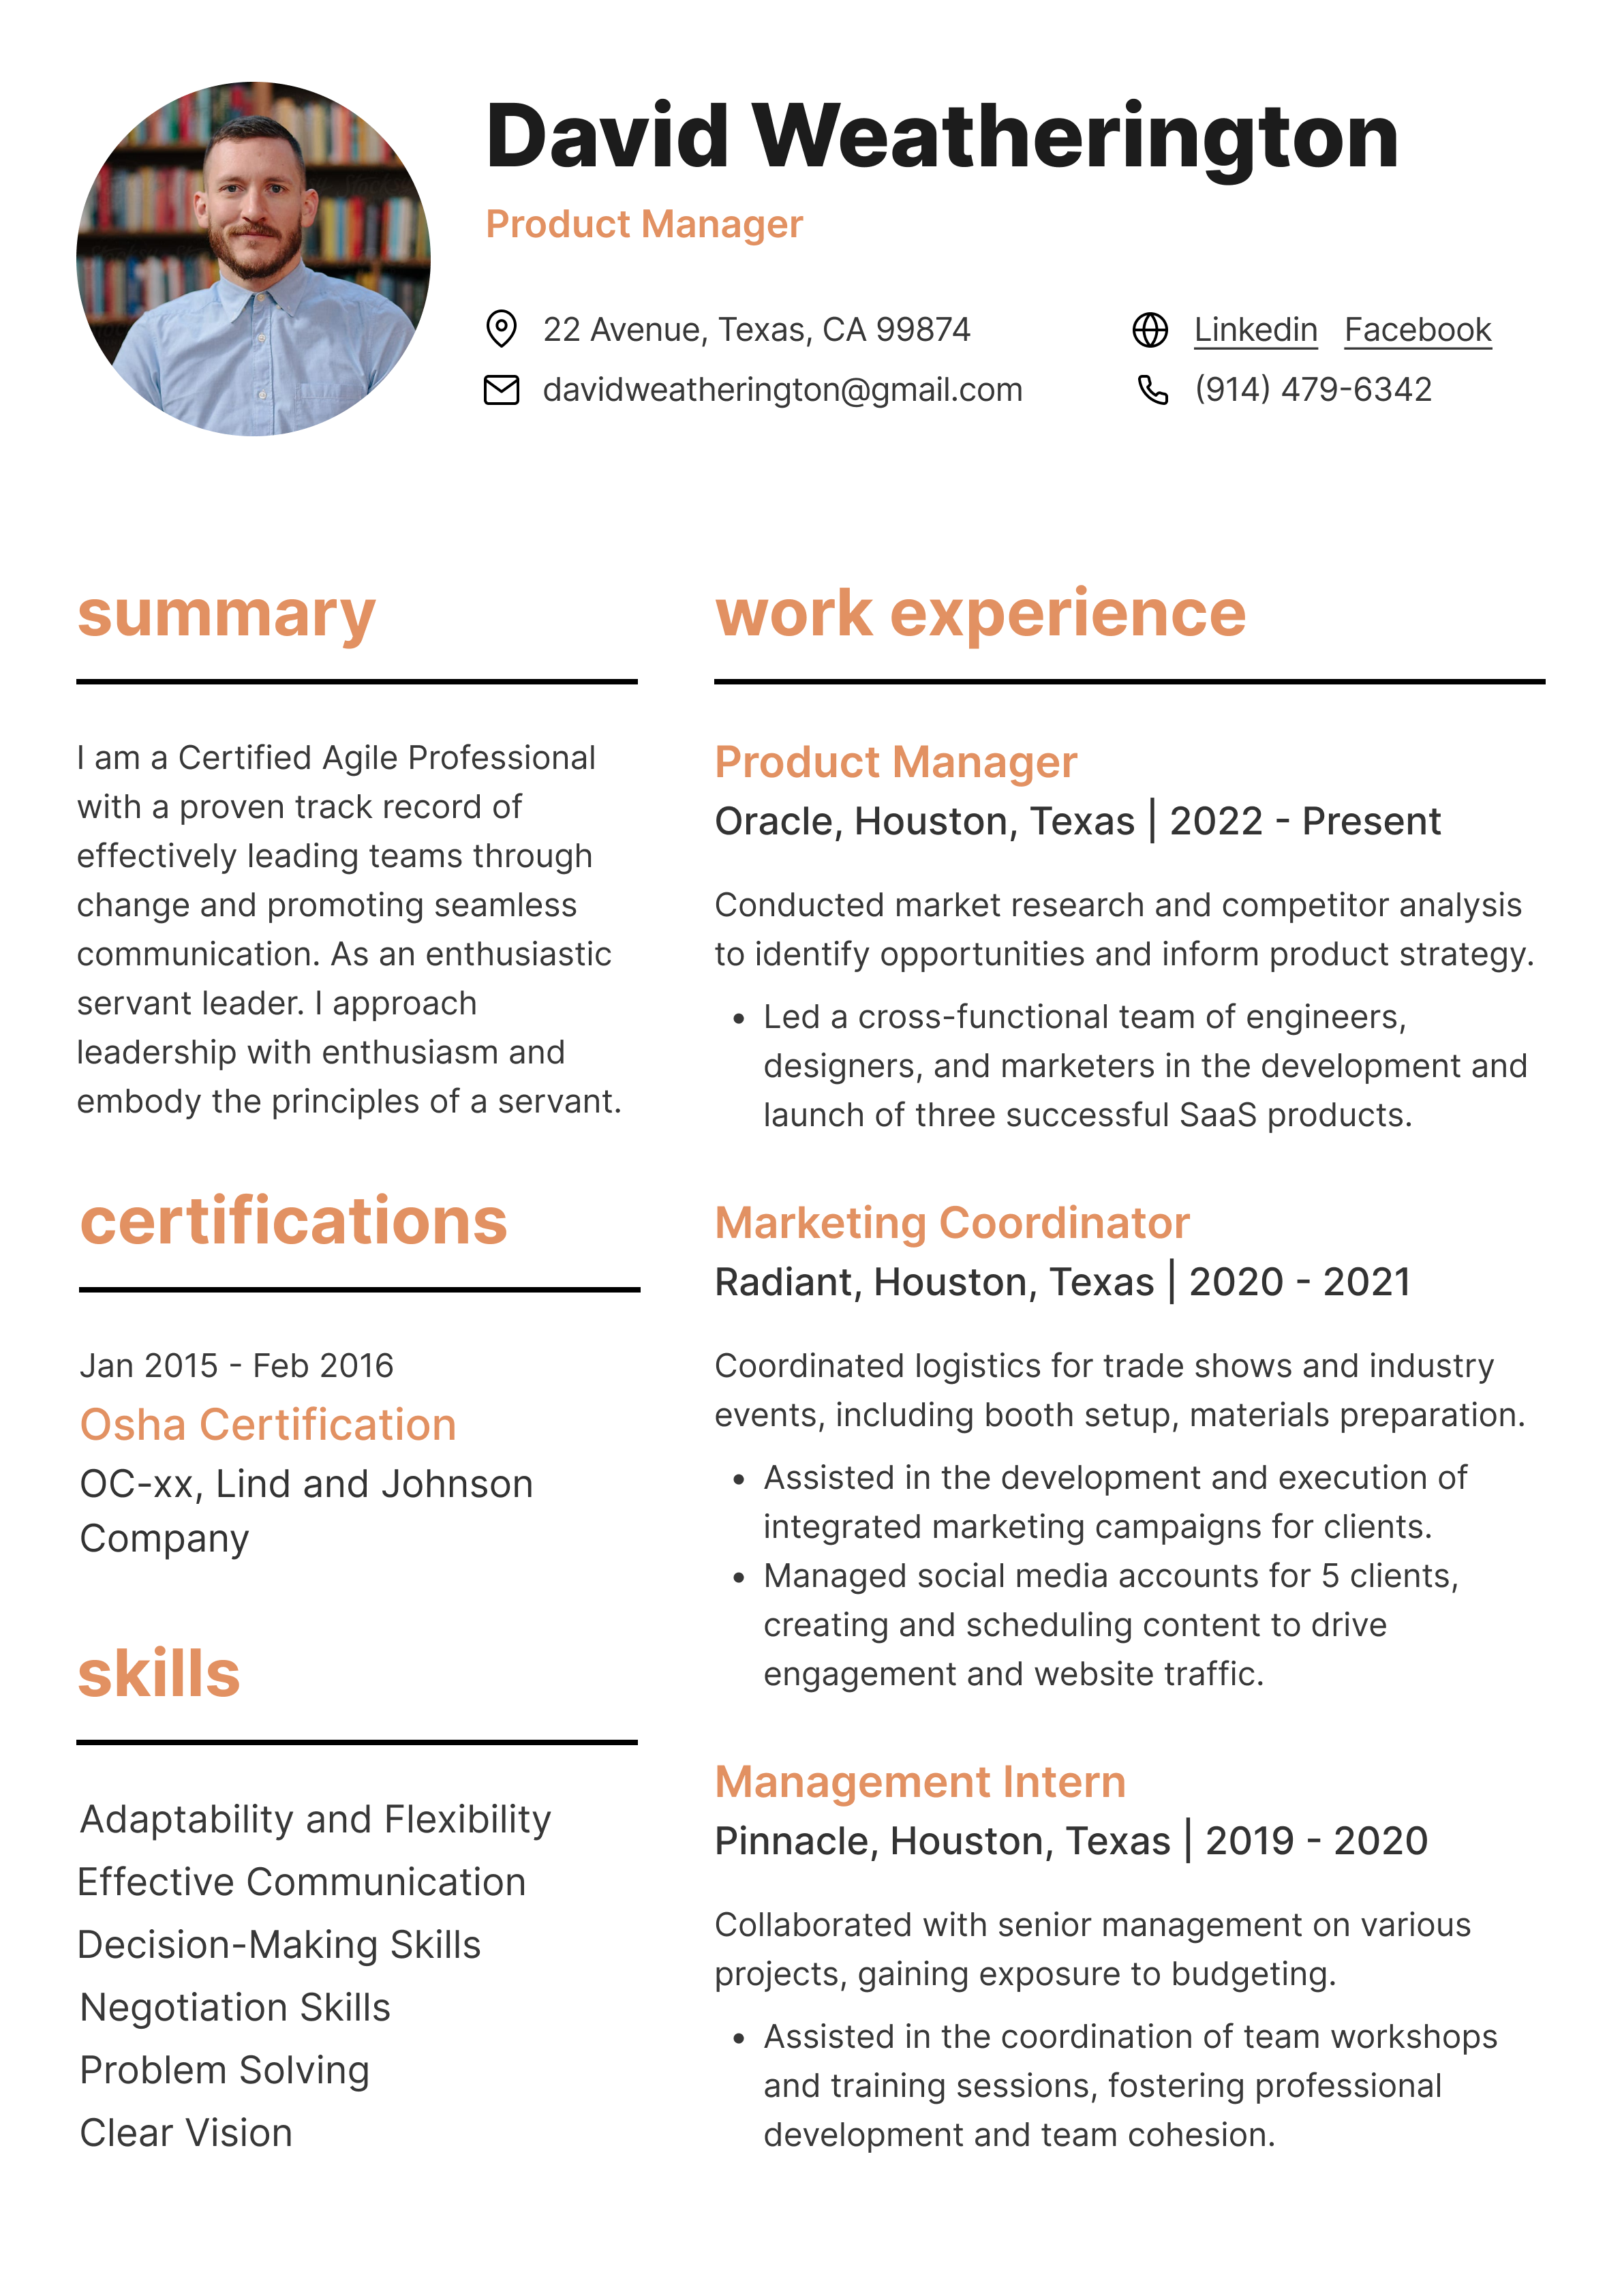 David Weatherington
Product Manager
22 Avenue, Texas, CA 99874
Linkedin Facebook
davidweatherington@gmail.com
(914) 479-6342
summary
I am a Certified Agile Professional
with a proven track record of
effectively leading teams through
change and promoting seamless
communication. As an enthusiastic
servant leader. I approach
leadership with enthusiasm and
embody the principles of a servant.
certifications
Jan 2015 - Feb 2016
Osha Certification
OC-xx, Lind and Johnson
Company
skills
Adaptability and Flexibility
Effective Communication
Decision-Making Skills
Negotiation Skills
Problem Solving
Clear Vision
work experience
Product Manager
Oracle, Houston, Texas | 2022 - Present
Conducted market research and competitor analysis
to identify opportunities and inform product strategy.
• Led a cross-functional team of engineers,
designers, and marketers in the development and
launch of three successful SaaS products.
Marketing Coordinator
Radiant, Houston, Texas | 2020 - 2021
Coordinated logistics for trade shows and industry
events, including booth setup, materials preparation.
• Assisted in the development and execution of
integrated marketing campaigns for clients.
• Managed social media accounts for 5 clients,
creating and scheduling content to drive
engagement and website traffic.
Management Intern
Pinnacle, Houston, Texas | 2019 - 2020
Collaborated with senior management on various
projects, gaining exposure to budgeting.
• Assisted in the coordination of team workshops
and training sessions, fostering professional
development and team cohesion.